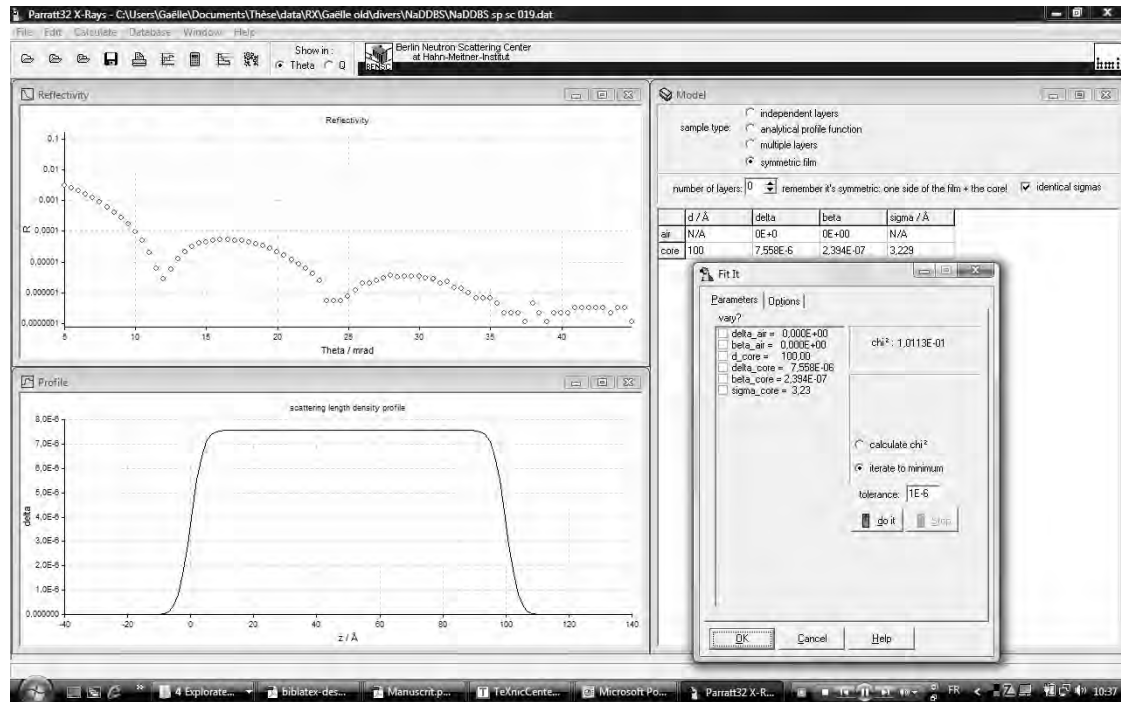 Parratt32 X-Rays - C:\Users\Gaëlle\Documents\Thèse\data\RX\Gaëlle old\divers\NaDDBS\NaDDBS sp sc 019.dat
File Edit Calculate Database Window Help
Show in :
Theta Q
BENSC
Berlin Neutron Scattering Center
at Hahn-Meitner-Institut
hmi
Reflectivity
Reflectivity
0.1
0.01
0.001
0.0001
0.00001
0.000001
0.0000001
R
5 10 15 20 25 30 35 40
Theta / mrad
Profile
scattering length density profile
8,0E-6
7,0E-6
6,0E-6
5,0E-6
4,0E-6
3,0E-6
2,0E-6
1,0E-6
0,000000
delta
-40 -20 0 20 40 60 80 100 120 140
z / Å
Model
sample type:
independent layers
analytical profile function
multiple layers
symmetric film
number of layers: 0 remember it's symmetric: one side of the film + the core! identical sigmas
d / Å delta beta sigma / Å
air N/A 0E+0 0E+00 N/A
core 100 7,558E-6 2,394E-07 3,229
Fit It
Parameters Options
vary?
delta_air = 0,000E+00
beta_air = 0,000E+00
d_core = 100,00
delta_core = 7,558E-06
beta_core = 2,394E-07
sigma_core = 3,23
chi² : 1,0113E-01
calculate chi²
iterate to minimum
tolerance: 1E-6
do it Stop
OK Cancel Help
4 Explorate... biblatex-des... Manuscrit.p... TeXnicCente... Microsoft Po... Parratt32 X-R... FR 10:37